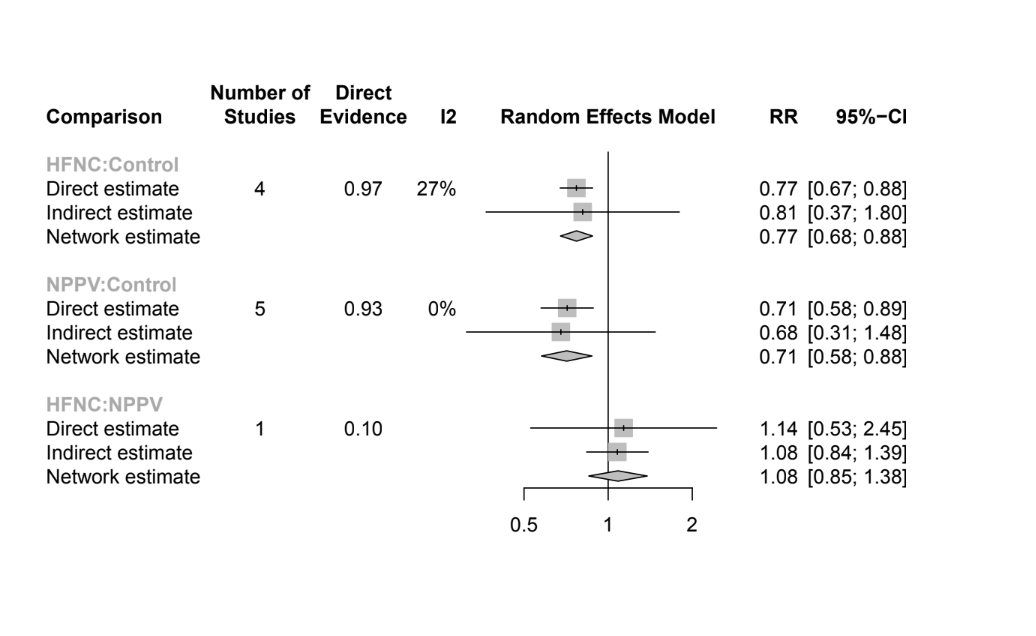 Number of Direct
Comparison Studies Evidence I2 Random Effects Model RR 95%−CI
HFNC:Control
Direct estimate 4 0.97 27% 0.77 [0.67; 0.88]
Indirect estimate 0.81 [0.37; 1.80]
Network estimate 0.77 [0.68; 0.88]
NPPV:Control
Direct estimate 5 0.93 0% 0.71 [0.58; 0.89]
Indirect estimate 0.68 [0.31; 1.48]
Network estimate 0.71 [0.58; 0.88]
HFNC:NPPV
Direct estimate 1 0.10 1.14 [0.53; 2.45]
Indirect estimate 1.08 [0.84; 1.39]
Network estimate 1.08 [0.85; 1.38]
0.5 1 2